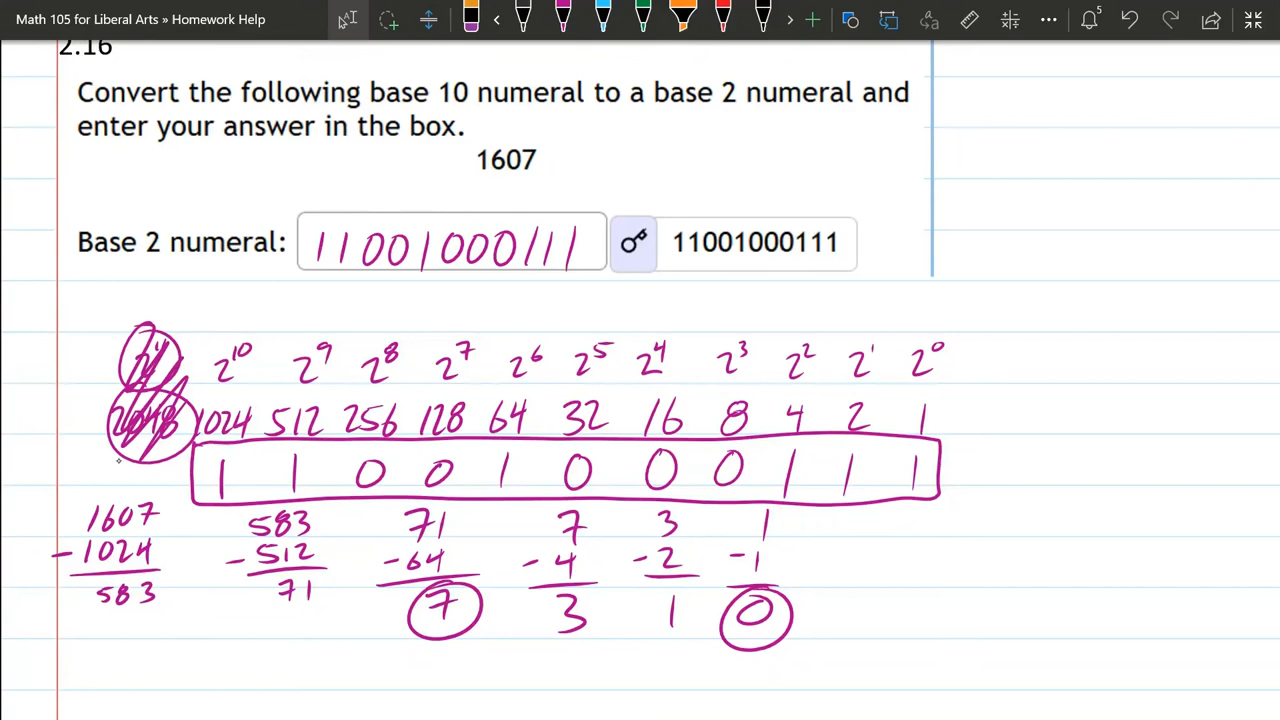 Math 105 for Liberal Arts » Homework Help
5
2.16
Convert the following base 10 numeral to a base 2 numeral and
enter your answer in the box.
1607
Base 2 numeral: 11001000111 11001000111
2^10 2^9 2^8 2^7 2^6 2^5 2^4 2^3 2^2 2^1 2^0
2048 1024 512 256 128 64 32 16 8 4 2 1
1 1 0 0 1 0 0 0 1 1 1
1607 583 71 7 3 1
-1024 -512 -64 -4 -2 -1
583 71 7 3 1 0